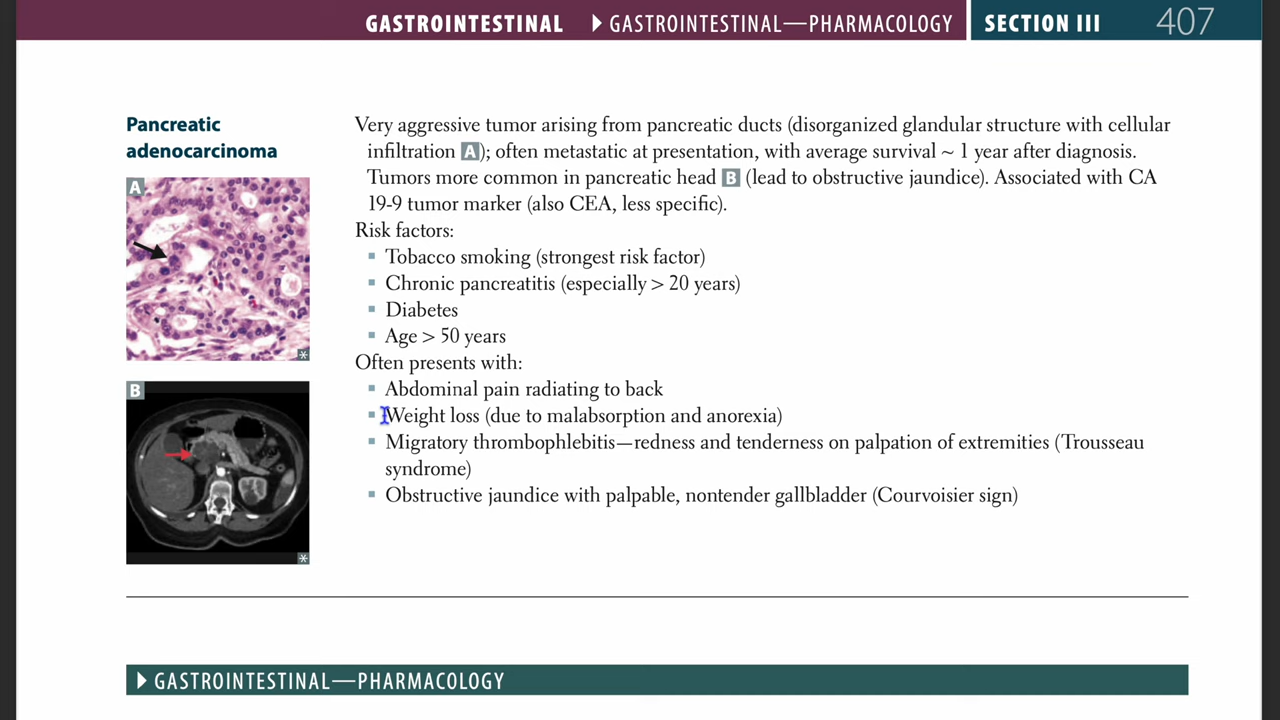 GASTROINTESTINAL ▶ GASTROINTESTINAL—PHARMACOLOGY SECTION III 407
Pancreatic
adenocarcinoma
A
*
B
*
Very aggressive tumor arising from pancreatic ducts (disorganized glandular structure with cellular
infiltration A); often metastatic at presentation, with average survival ~ 1 year after diagnosis.
Tumors more common in pancreatic head B (lead to obstructive jaundice). Associated with CA
19-9 tumor marker (also CEA, less specific).
Risk factors:
▪ Tobacco smoking (strongest risk factor)
▪ Chronic pancreatitis (especially > 20 years)
▪ Diabetes
▪ Age > 50 years
Often presents with:
▪ Abdominal pain radiating to back
▪ Weight loss (due to malabsorption and anorexia)
▪ Migratory thrombophlebitis—redness and tenderness on palpation of extremities (Trousseau
syndrome)
▪ Obstructive jaundice with palpable, nontender gallbladder (Courvoisier sign)
▶ GASTROINTESTINAL—PHARMACOLOGY